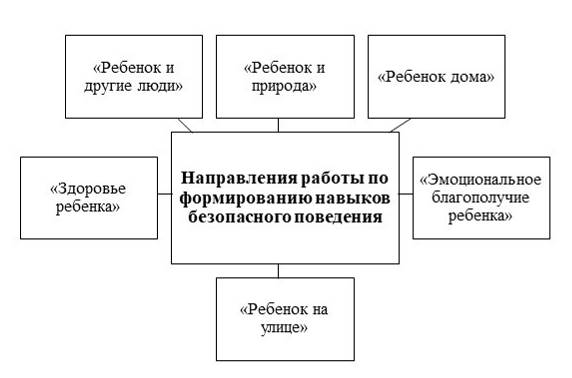 «Ребенок и
другие люди»
«Ребенок и
природа»
«Ребенок дома»
«Здоровье
ребенка»
Направления работы по
формированию навыков
безопасного поведения
«Эмоциональное
благополучие
ребенка»
«Ребенок на
улице»